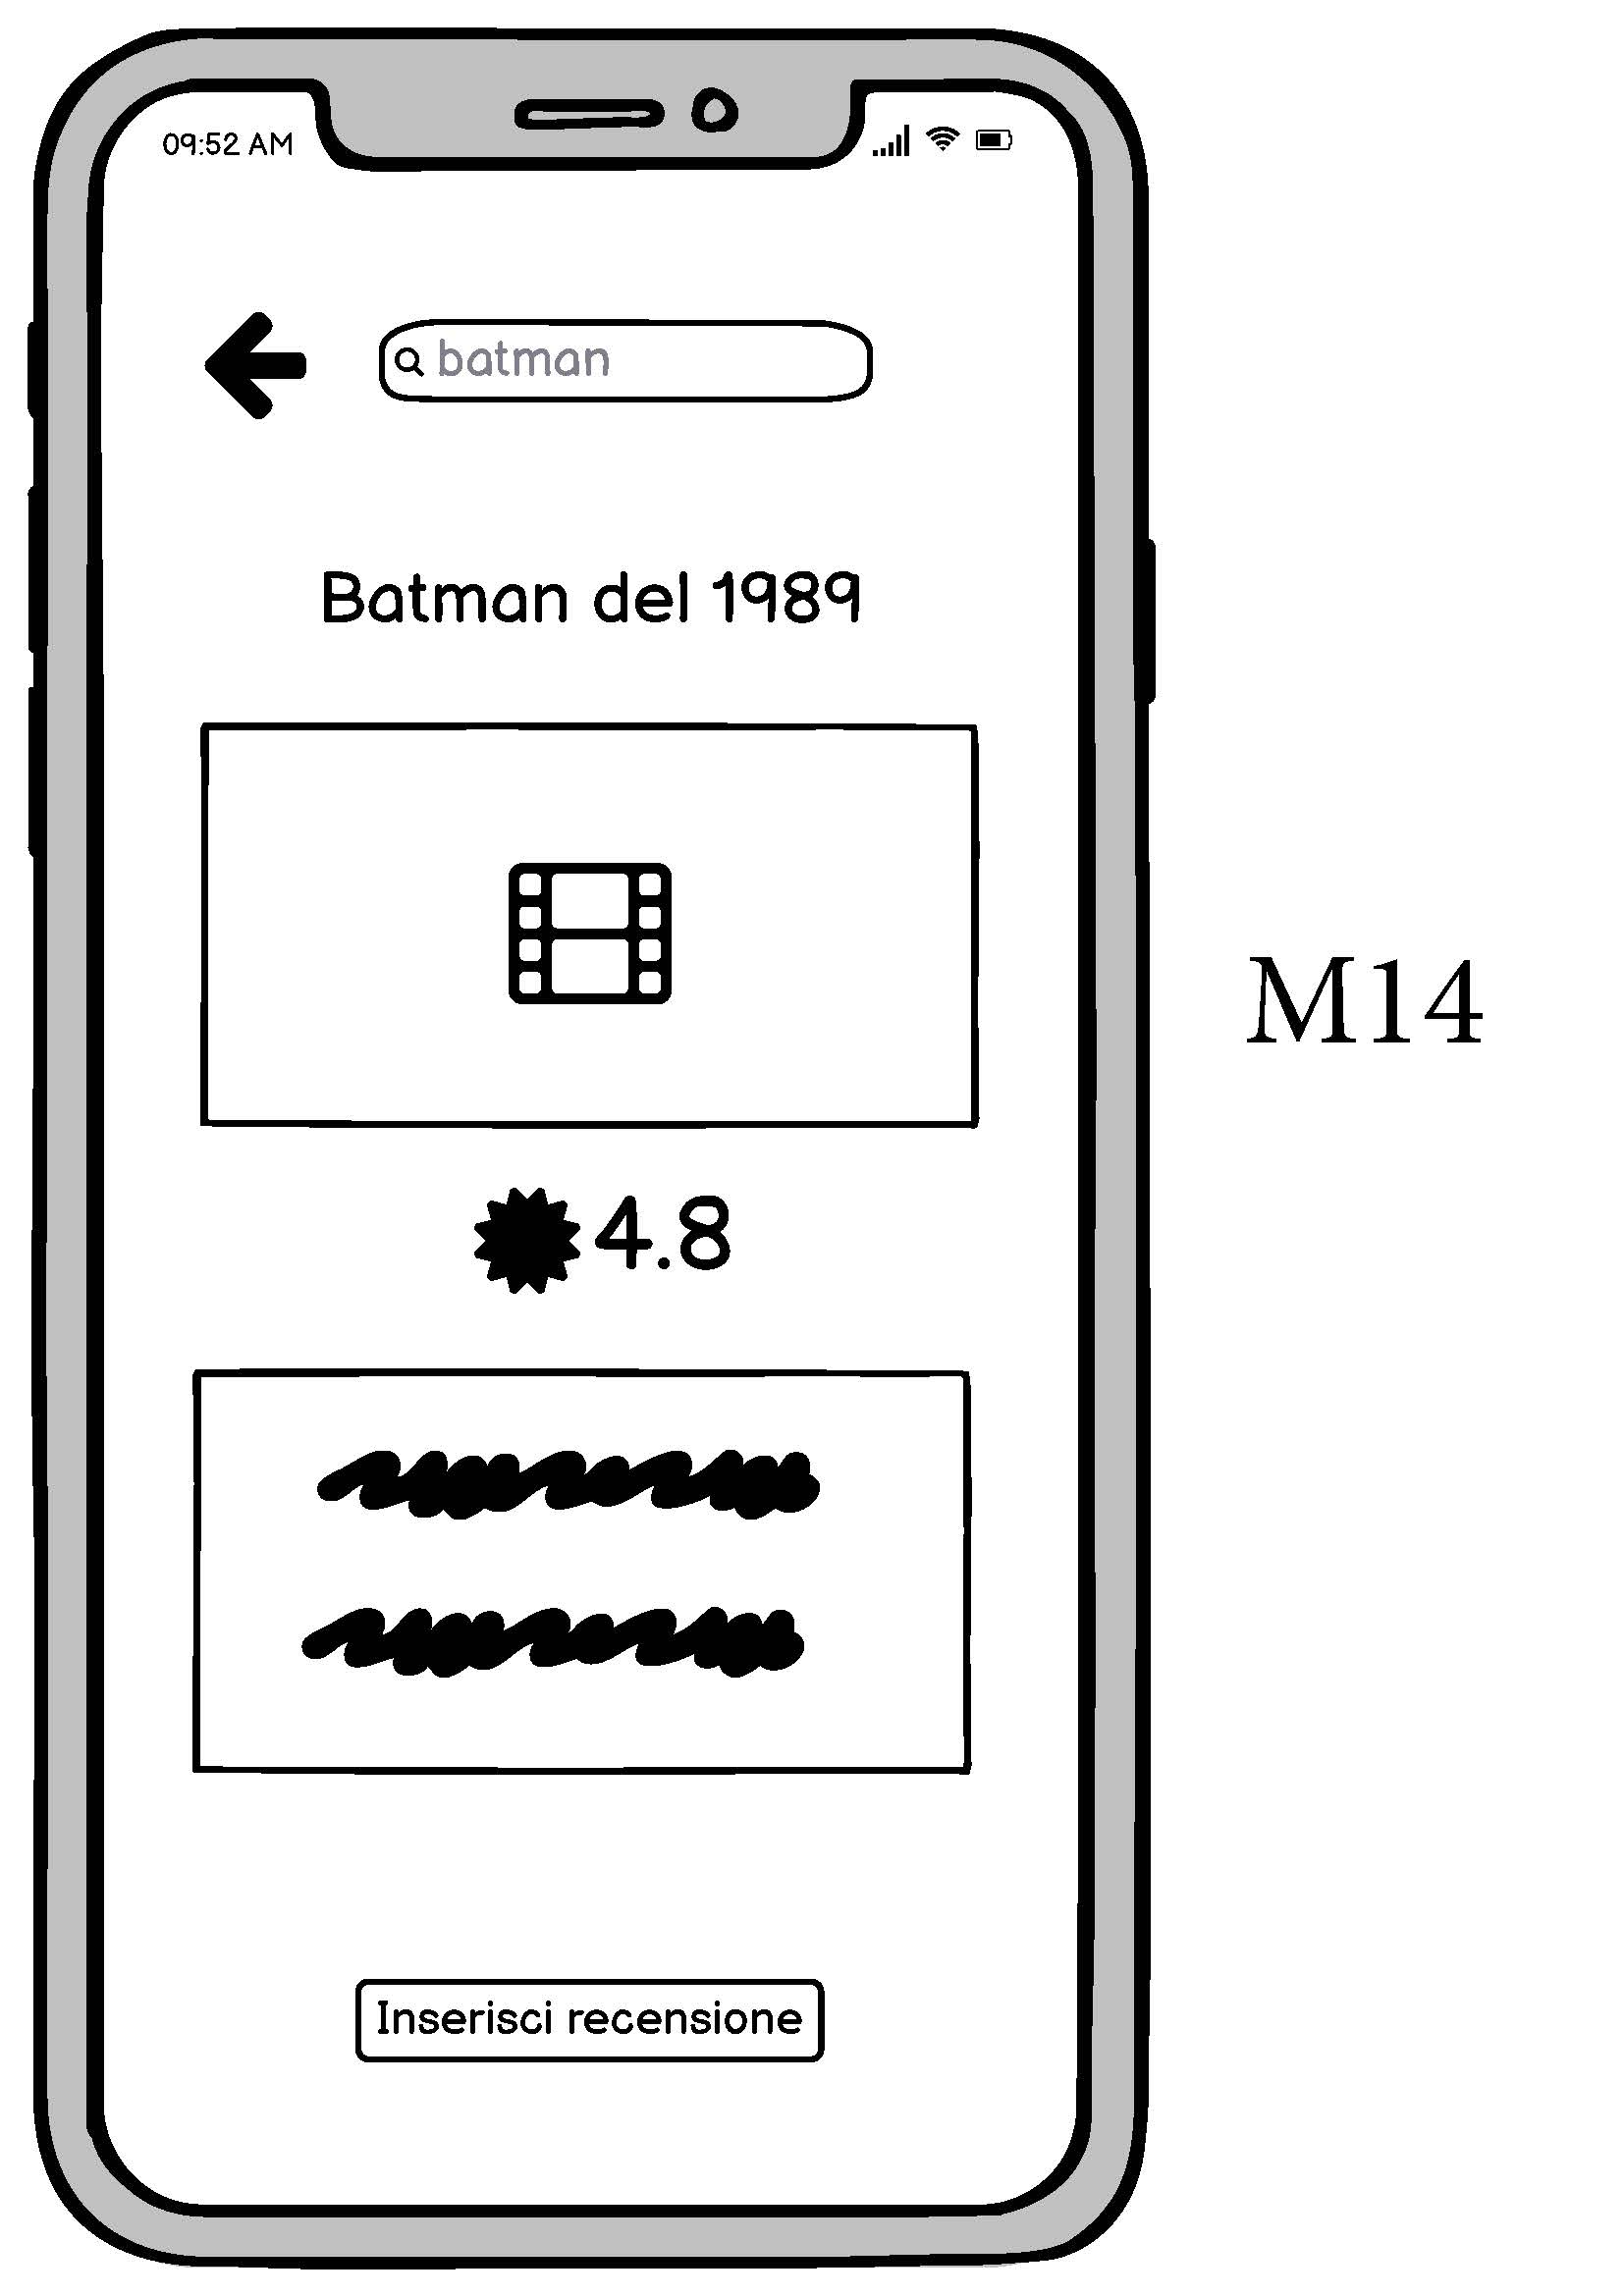 09:52 AM
batman
Batman del 1989
M14
4.8
Inserisci recensione